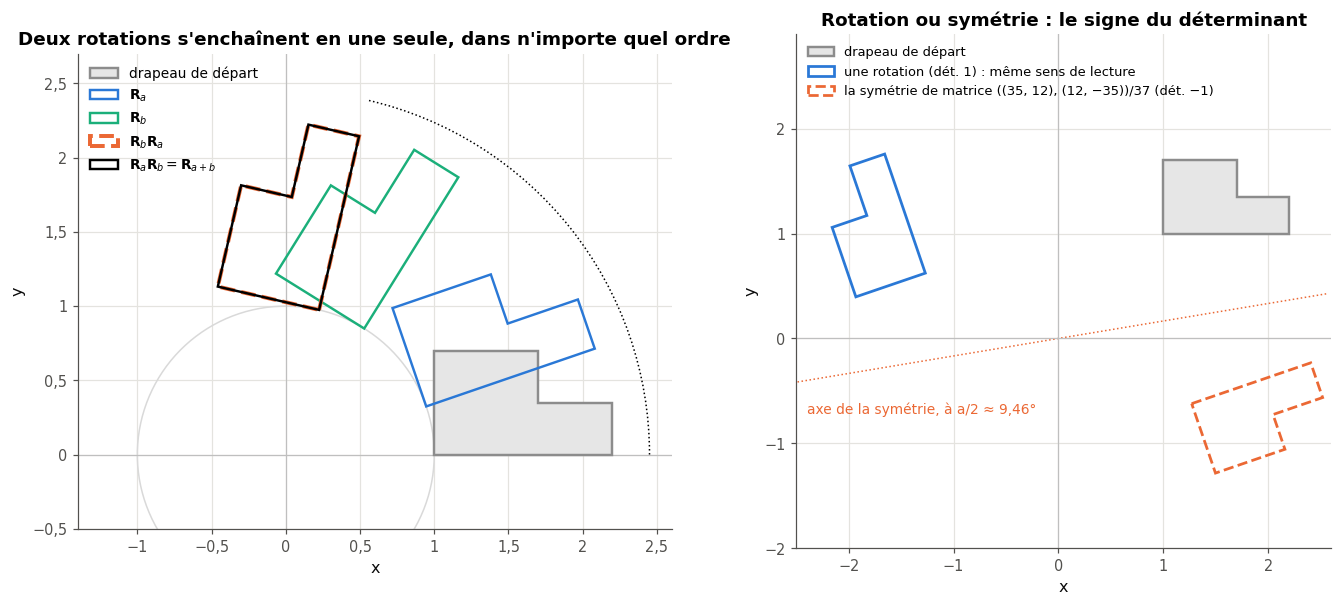 Deux rotations s'enchaînent en une seule, dans n'importe quel ordre
drapeau de départ
R_a
R_b
R_b R_a
R_a R_b = R_{a+b}
2,5
2
1,5
1
0,5
0
−0,5
−1
−0,5
0
0,5
1
1,5
2
2,5
x
y
Rotation ou symétrie : le signe du déterminant
drapeau de départ
une rotation (dét. 1) : même sens de lecture
la symétrie de matrice ((35, 12), (12, −35))/37 (dét. −1)
axe de la symétrie, à a/2 ≈ 9,46°
2
1
0
−1
−2
−2
−1
0
1
2
x
y